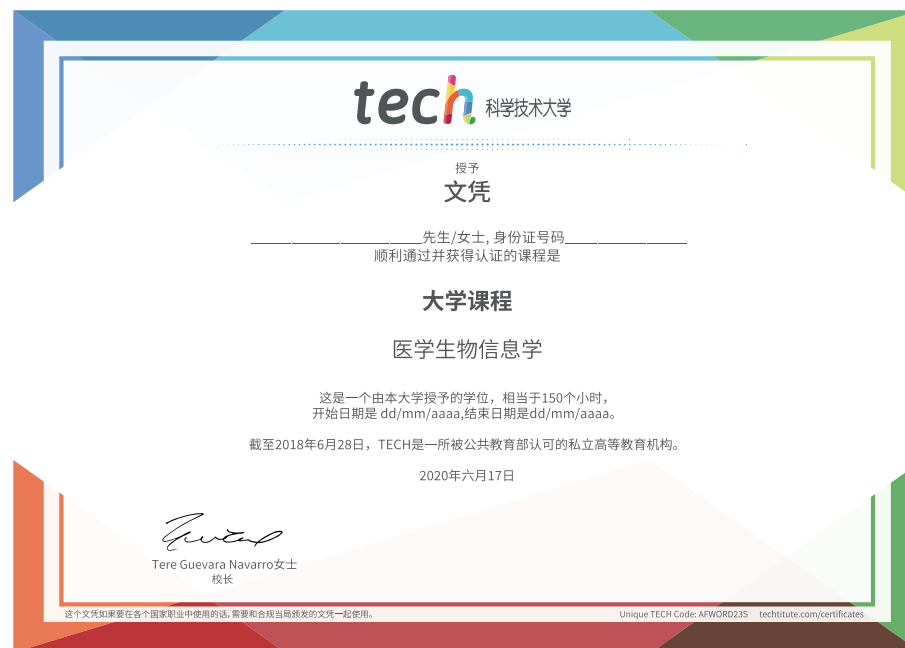 tech 科学技术大学
授予
文凭
______________________先生/女士, 身份证号码________________
顺利通过并获得认证的课程是
大学课程
医学生物信息学
这是一个由本大学授予的学位，相当于150个小时，
开始日期是 dd/mm/aaaa,结束日期是dd/mm/aaaa。
截至2018年6月28日，TECH是一所被公共教育部认可的私立高等教育机构。
2020年六月17日
Tere Guevara Navarro女士
校长
这个文凭如果要在各个国家职业中使用的话,需要和合规当局颁发的文凭一起使用。
Unique TECH Code: AFWORD23S techtitute.com/certificates